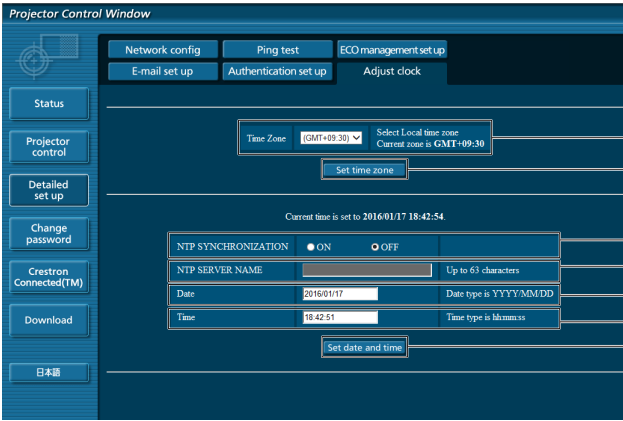 Projector Control Window
Network config
Ping test
ECO management set up
E-mail set up
Authentication set up
Adjust clock
Status
Projector
control
Detailed
set up
Change
password
Crestron
Connected(TM)
Download
日本語
Time Zone
(GMT+09:30)
Select Local time zone
Current zone is GMT+09:30
Set time zone
Current time is set to 2016/01/17 18:42:54.
NTP SYNCHRONIZATION ON OFF
NTP SERVER NAME Up to 63 characters
Date 2016/01/17 Date type is YYYY/MM/DD
Time 18:42:51 Time type is hh:mm:ss
Set date and time